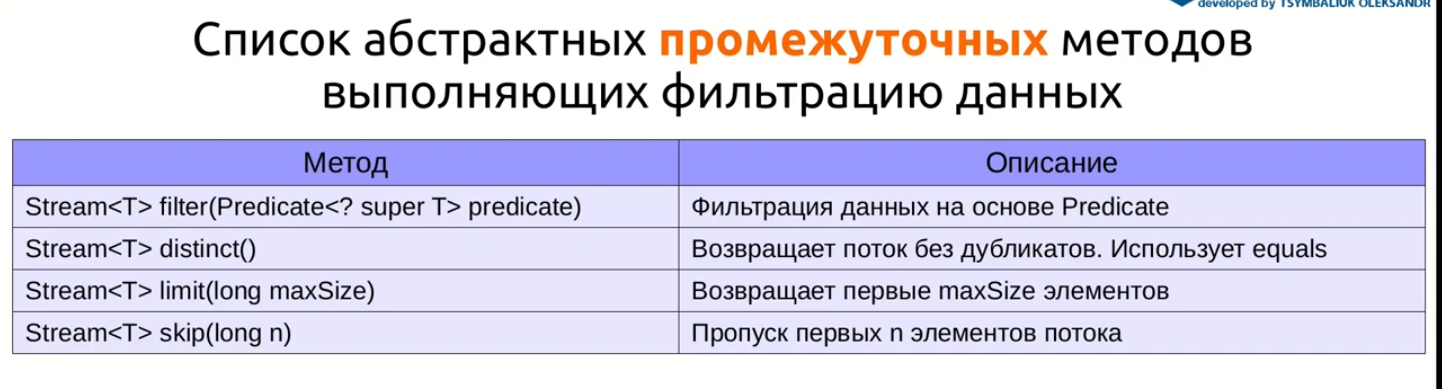 developed by TSYMBALIUK OLEKSANDR
Список абстрактных промежуточных методов
выполняющих фильтрацию данных
Метод Описание
Stream<T> filter(Predicate<? super T> predicate) Фильтрация данных на основе Predicate
Stream<T> distinct() Возвращает поток без дубликатов. Использует equals
Stream<T> limit(long maxSize) Возвращает первые maxSize элементов
Stream<T> skip(long n) Пропуск первых n элементов потока